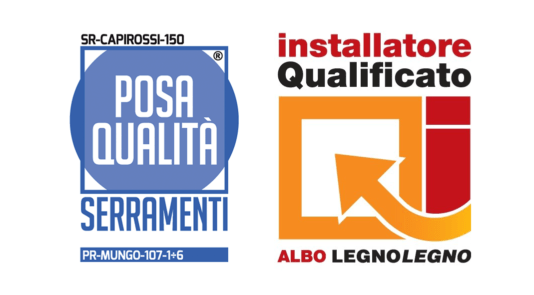 SR-CAPIROSSI-150
®
POSA
QUALITÀ
SERRAMENTI
PR-MUNGO-107-1÷6
installatore
Qualificato
ALBO LEGNOLEGNO